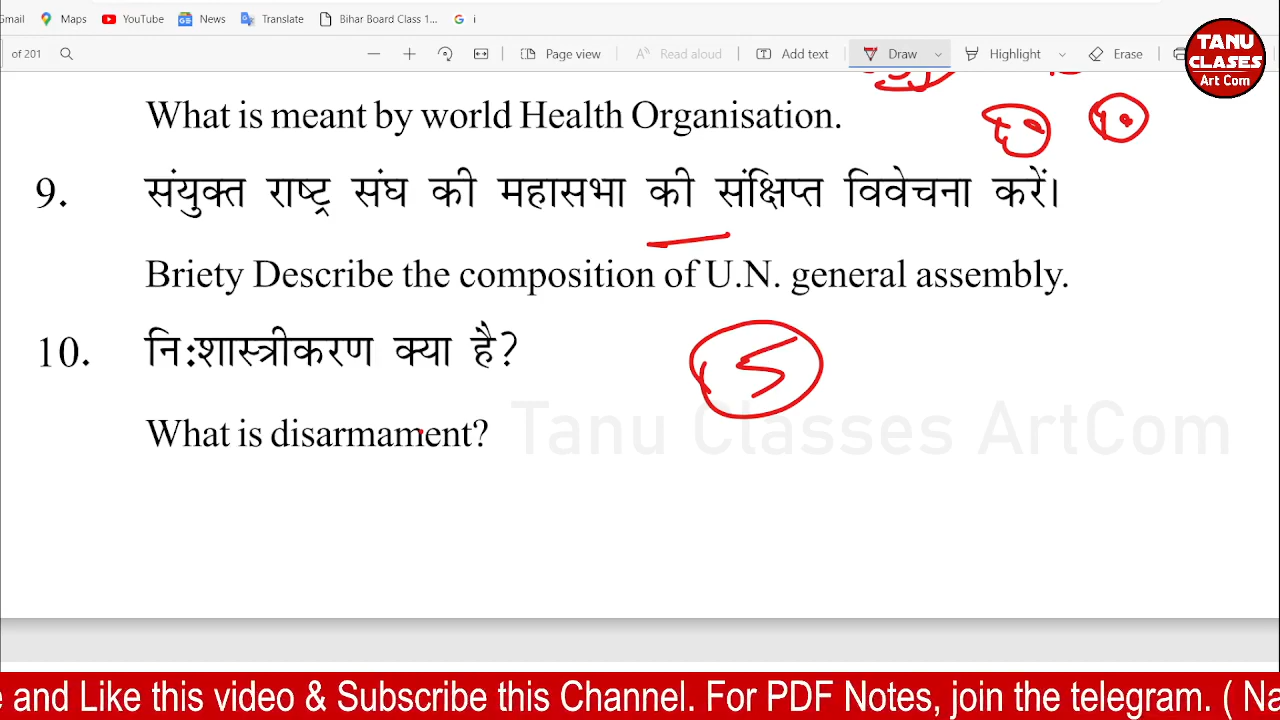 Gmail Maps YouTube News Translate Bihar Board Class 1... i
of 201 Page view Read aloud Add text Draw Highlight Erase
TANU
CLASES
Art Com
What is meant by world Health Organisation.
9. संयुक्त राष्ट्र संघ की महासभा की संक्षिप्त विवेचना करें।
Briety Describe the composition of U.N. general assembly.
10. नि:शास्त्रीकरण क्या है?
15
What is disarmament?
Tanu Classes ArtCom
e and Like this video & Subscribe this Channel. For PDF Notes, join the telegram. ( Na